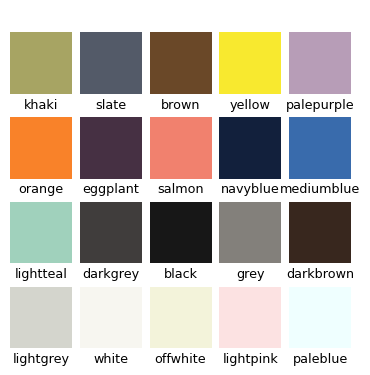 khaki slate brown yellow palepurple
orange eggplant salmon navyblue mediumblue
lightteal darkgrey black grey darkbrown
lightgrey white offwhite lightpink paleblue